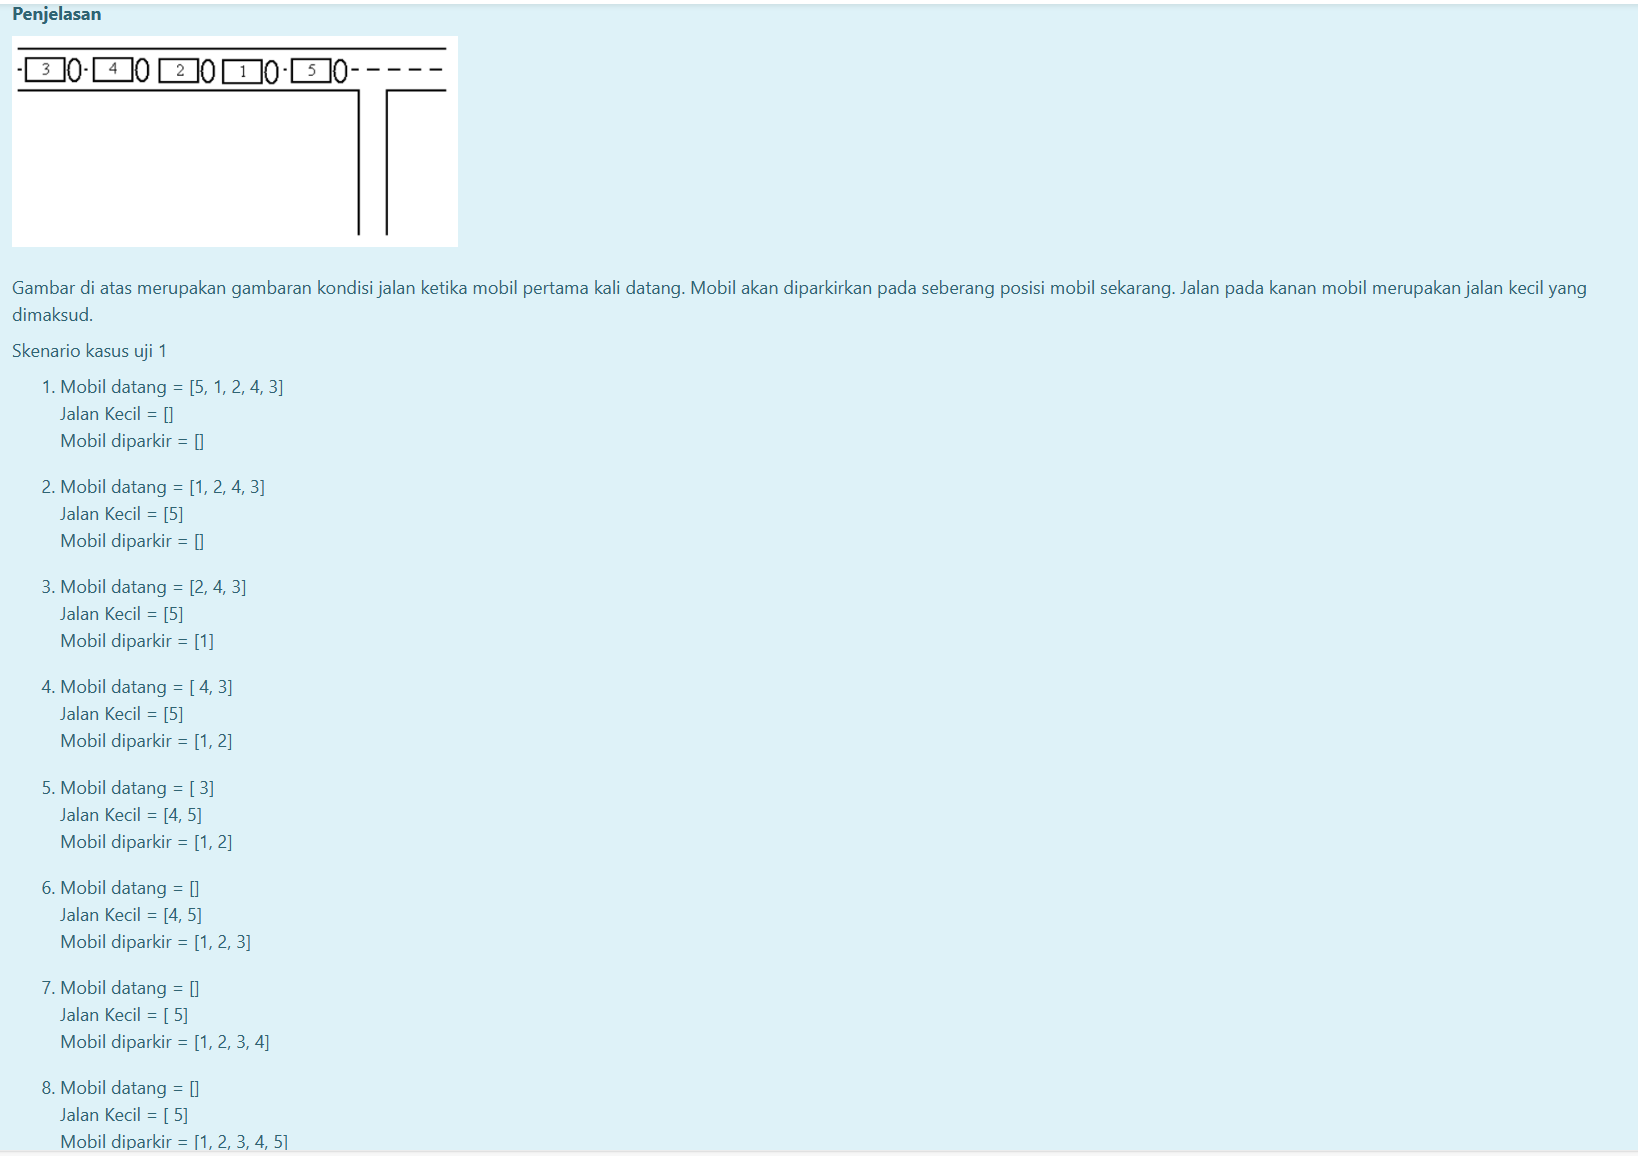 Penjelasan
3 4 2 1 5
Gambar di atas merupakan gambaran kondisi jalan ketika mobil pertama kali datang. Mobil akan diparkirkan pada seberang posisi mobil sekarang. Jalan pada kanan mobil merupakan jalan kecil yang
dimaksud.
Skenario kasus uji 1
1. Mobil datang = [5, 1, 2, 4, 3]
Jalan Kecil = []
Mobil diparkir = []
2. Mobil datang = [1, 2, 4, 3]
Jalan Kecil = [5]
Mobil diparkir = []
3. Mobil datang = [2, 4, 3]
Jalan Kecil = [5]
Mobil diparkir = [1]
4. Mobil datang = [ 4, 3]
Jalan Kecil = [5]
Mobil diparkir = [1, 2]
5. Mobil datang = [ 3]
Jalan Kecil = [4, 5]
Mobil diparkir = [1, 2]
6. Mobil datang = []
Jalan Kecil = [4, 5]
Mobil diparkir = [1, 2, 3]
7. Mobil datang = []
Jalan Kecil = [ 5]
Mobil diparkir = [1, 2, 3, 4]
8. Mobil datang = []
Jalan Kecil = [ 5]
Mobil diparkir = [1, 2, 3, 4, 5]